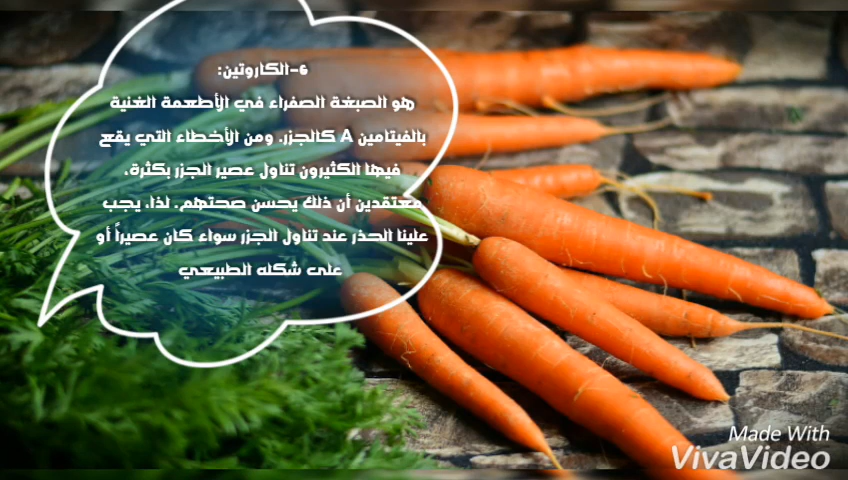 6-الكاروتين:
هو الصبغة الصفراء في الأطعمة الغنية
بالفيتامين A كالجزر. ومن الأخطاء التي يقع
فيها الكثيرون تناول عصير الجزر بكثرة،
معتقدين أن ذلك يحسن صحتهم. لذا، يجب
علينا الحذر عند تناول الجزر سواء كان عصيراً أو
على شكله الطبيعي
Made With
VivaVideo